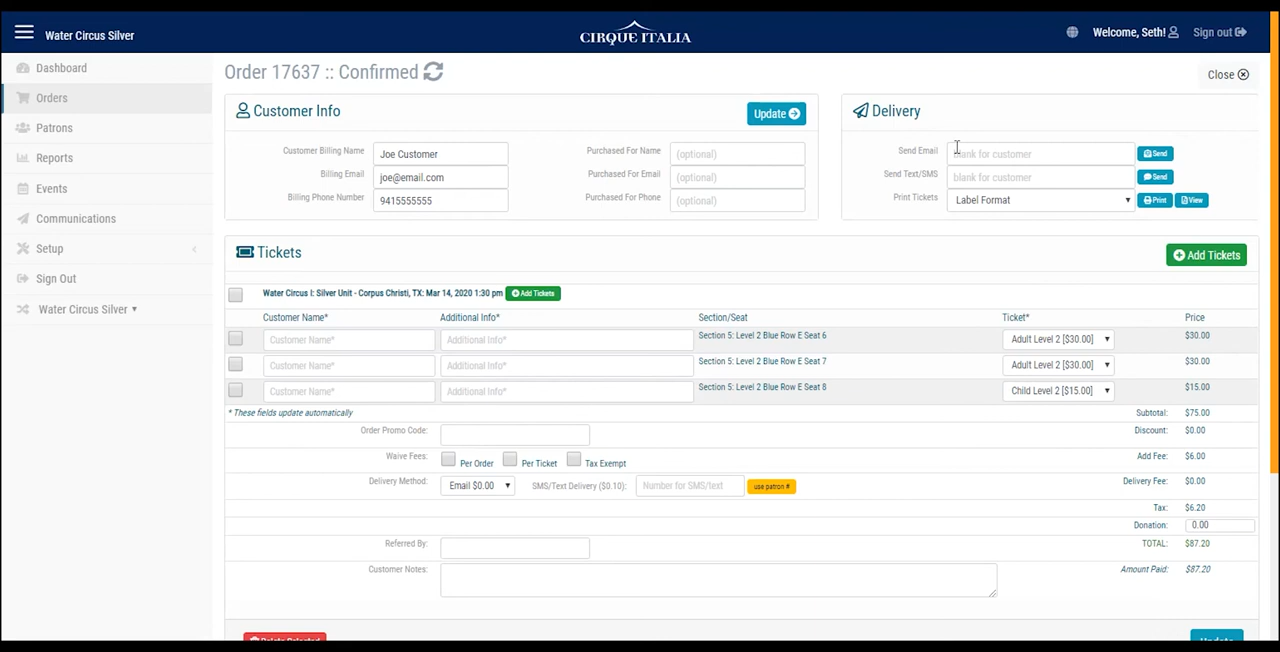 Water Circus Silver
CIRQUE ITALIA
Welcome, Seth!
Sign out
Dashboard
Orders
Patrons
Reports
Events
Communications
Setup
Sign Out
Water Circus Silver
Order 17637 :: Confirmed
Close
Customer Info
Update
Customer Billing Name
Joe Customer
Purchased For Name
(optional)
Billing Email
joe@email.com
Purchased For Email
(optional)
Billing Phone Number
9415555555
Purchased For Phone
(optional)
Delivery
Send Email
blank for customer
Send
Send Text/SMS
blank for customer
Send
Print Tickets
Label Format
Print
View
Tickets
Add Tickets
Water Circus I: Silver Unit - Corpus Christi, TX: Mar 14, 2020 1:30 pm
Add Tickets
Customer Name* Additional Info* Section/Seat Ticket* Price
Customer Name* Additional Info* Section 5: Level 2 Blue Row E Seat 6 Adult Level 2 [$30.00] $30.00
Customer Name* Additional Info* Section 5: Level 2 Blue Row E Seat 7 Adult Level 2 [$30.00] $30.00
Customer Name* Additional Info* Section 5: Level 2 Blue Row E Seat 8 Child Level 2 [$15.00] $15.00
* These fields update automatically
Subtotal: $75.00
Order Promo Code:
Discount: $0.00
Waive Fees: Per Order Per Ticket Tax Exempt
Add Fee: $6.00
Delivery Method: Email $0.00 SMS/Text Delivery ($0.10): Number for SMS/text use patron #
Delivery Fee: $0.00
Tax: $6.20
Donation: 0.00
Referred By:
TOTAL: $87.20
Customer Notes:
Amount Paid: $87.20
Delete Selected
Update